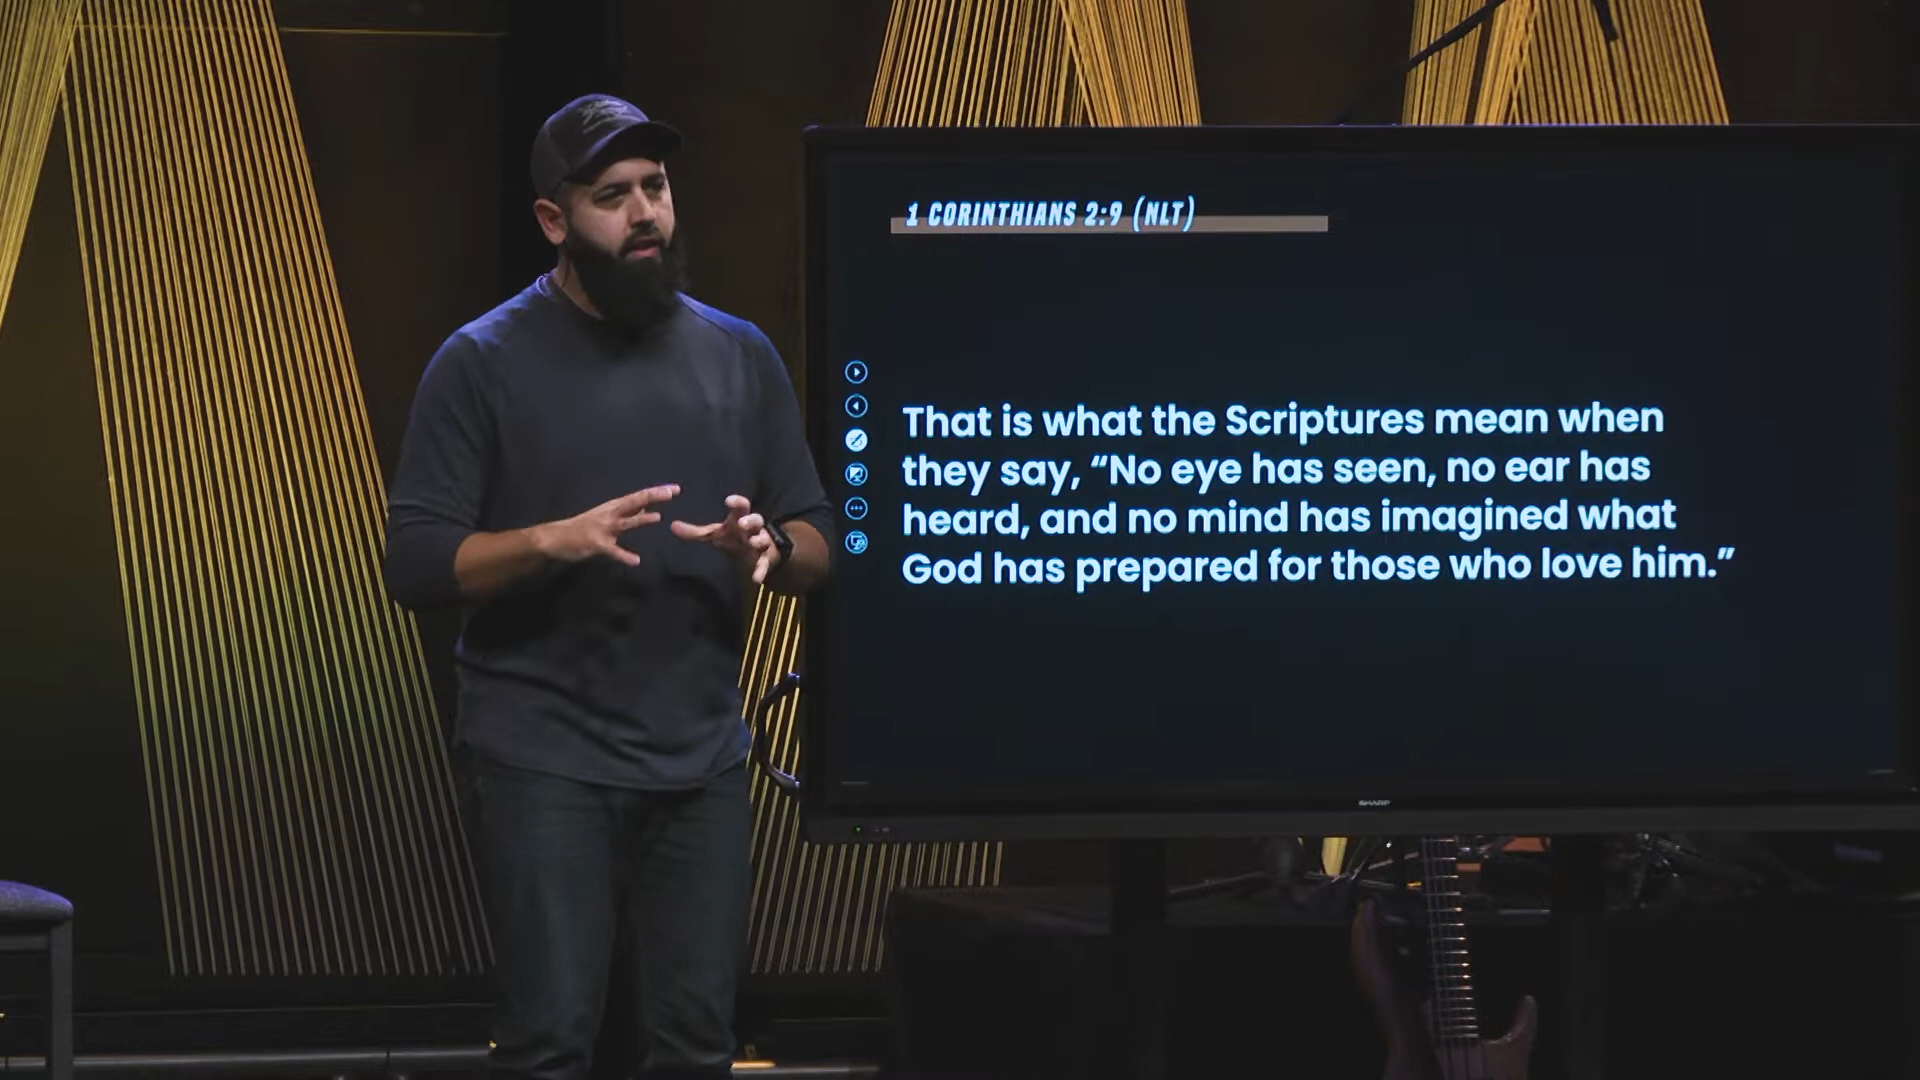 1 CORINTHIANS 2:9 (NLT)
That is what the Scriptures mean when
they say, “No eye has seen, no ear has
heard, and no mind has imagined what
God has prepared for those who love him.”
SHARP